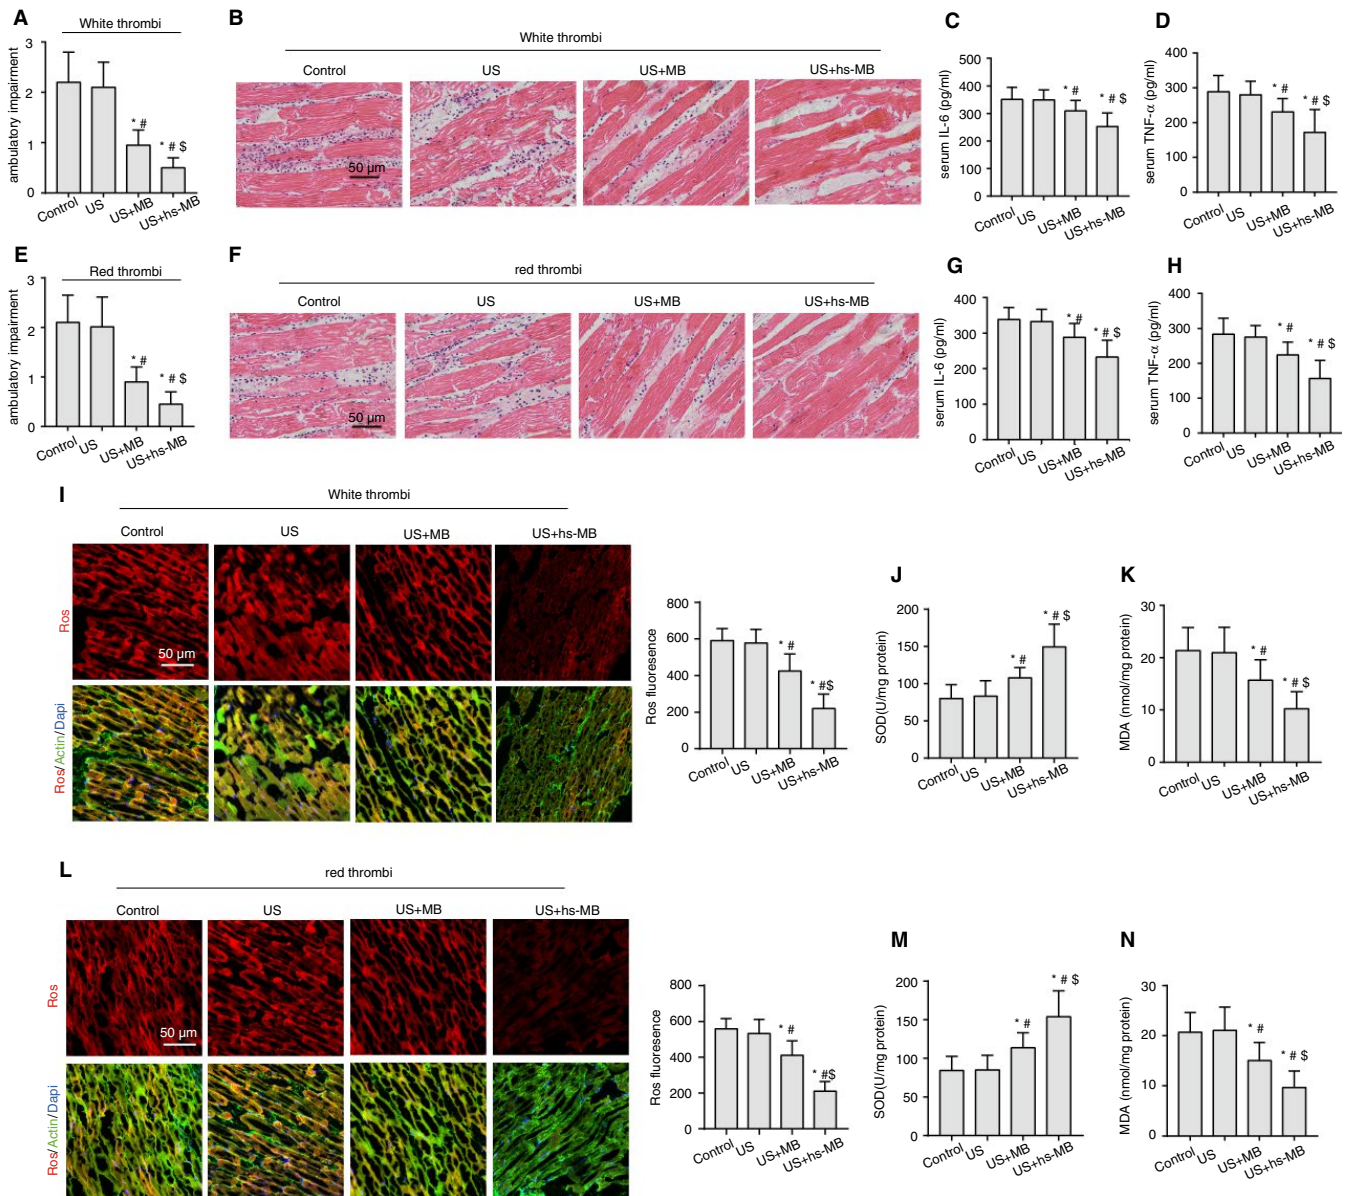 A
White thrombi
ambulatory impairment
3
2
1
0
* #
* # $
Control
US
US+MB
US+hs-MB
B
White thrombi
Control
US
US+MB
US+hs-MB
50 µm
C
serum IL-6 (pg/ml)
500
400
300
200
100
0
* #
* # $
Control
US
US+MB
US+hs-MB
D
serum TNF-α (pg/ml)
400
300
200
100
0
* #
* # $
Control
US
US+MB
US+hs-MB
E
Red thrombi
ambulatory impairment
3
2
1
0
* #
* # $
Control
US
US+MB
US+hs-MB
F
red thrombi
Control
US
US+MB
US+hs-MB
50 µm
G
serum IL-6 (pg/ml)
400
300
200
100
0
* #
* # $
Control
US
US+MB
US+hs-MB
H
serum TNF-α (pg/ml)
400
300
200
100
0
* #
* # $
Control
US
US+MB
US+hs-MB
I
White thrombi
Control
US
US+MB
US+hs-MB
Ros
50 µm
Ros/Actin/Dapi
Ros fluoresence
800
600
400
200
0
* #
* #$
Control
US
US+MB
US+hs-MB
J
SOD(U/mg protein)
200
150
100
50
0
* #
* # $
Control
US
US+MB
US+hs-MB
K
MDA (nmol/mg protein)
30
20
10
0
* #
* # $
Control
US
US+MB
US+hs-MB
L
red thrombi
Control
US
US+MB
US+hs-MB
Ros
50 µm
Ros/Actin/Dapi
Ros fluoresence
800
600
400
200
0
* #
* #$
Control
US
US+MB
US+hs-MB
M
SOD(U/mg protein)
200
150
100
50
0
* #
* # $
Control
US
US+MB
US+hs-MB
N
MDA (nmol/mg protein)
30
20
10
0
* #
* # $
Control
US
US+MB
US+hs-MB